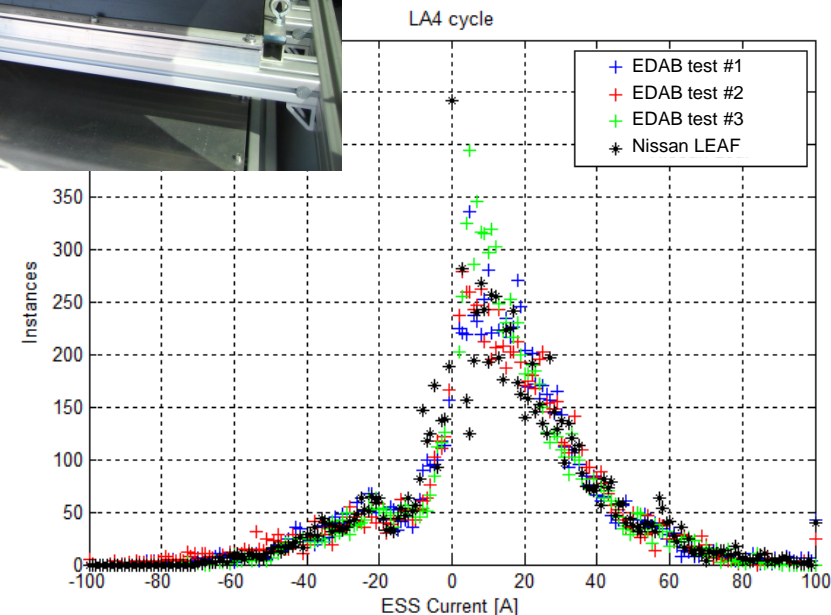 LA4 cycle
EDAB test #1
EDAB test #2
EDAB test #3
Nissan LEAF
350
300
250
200
150
100
50
0
Instances
-100 -80 -60 -40 -20 0 20 40 60 80 100
ESS Current [A]